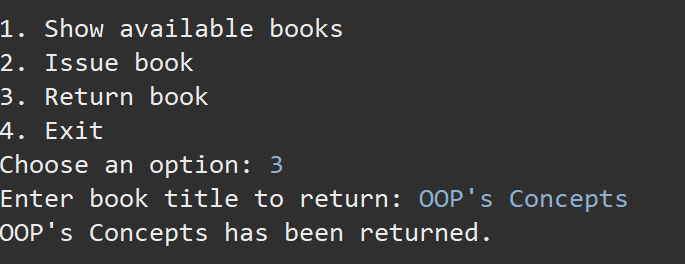 1. Show available books
2. Issue book
3. Return book
4. Exit
Choose an option: 3
Enter book title to return: OOP's Concepts
OOP's Concepts has been returned.